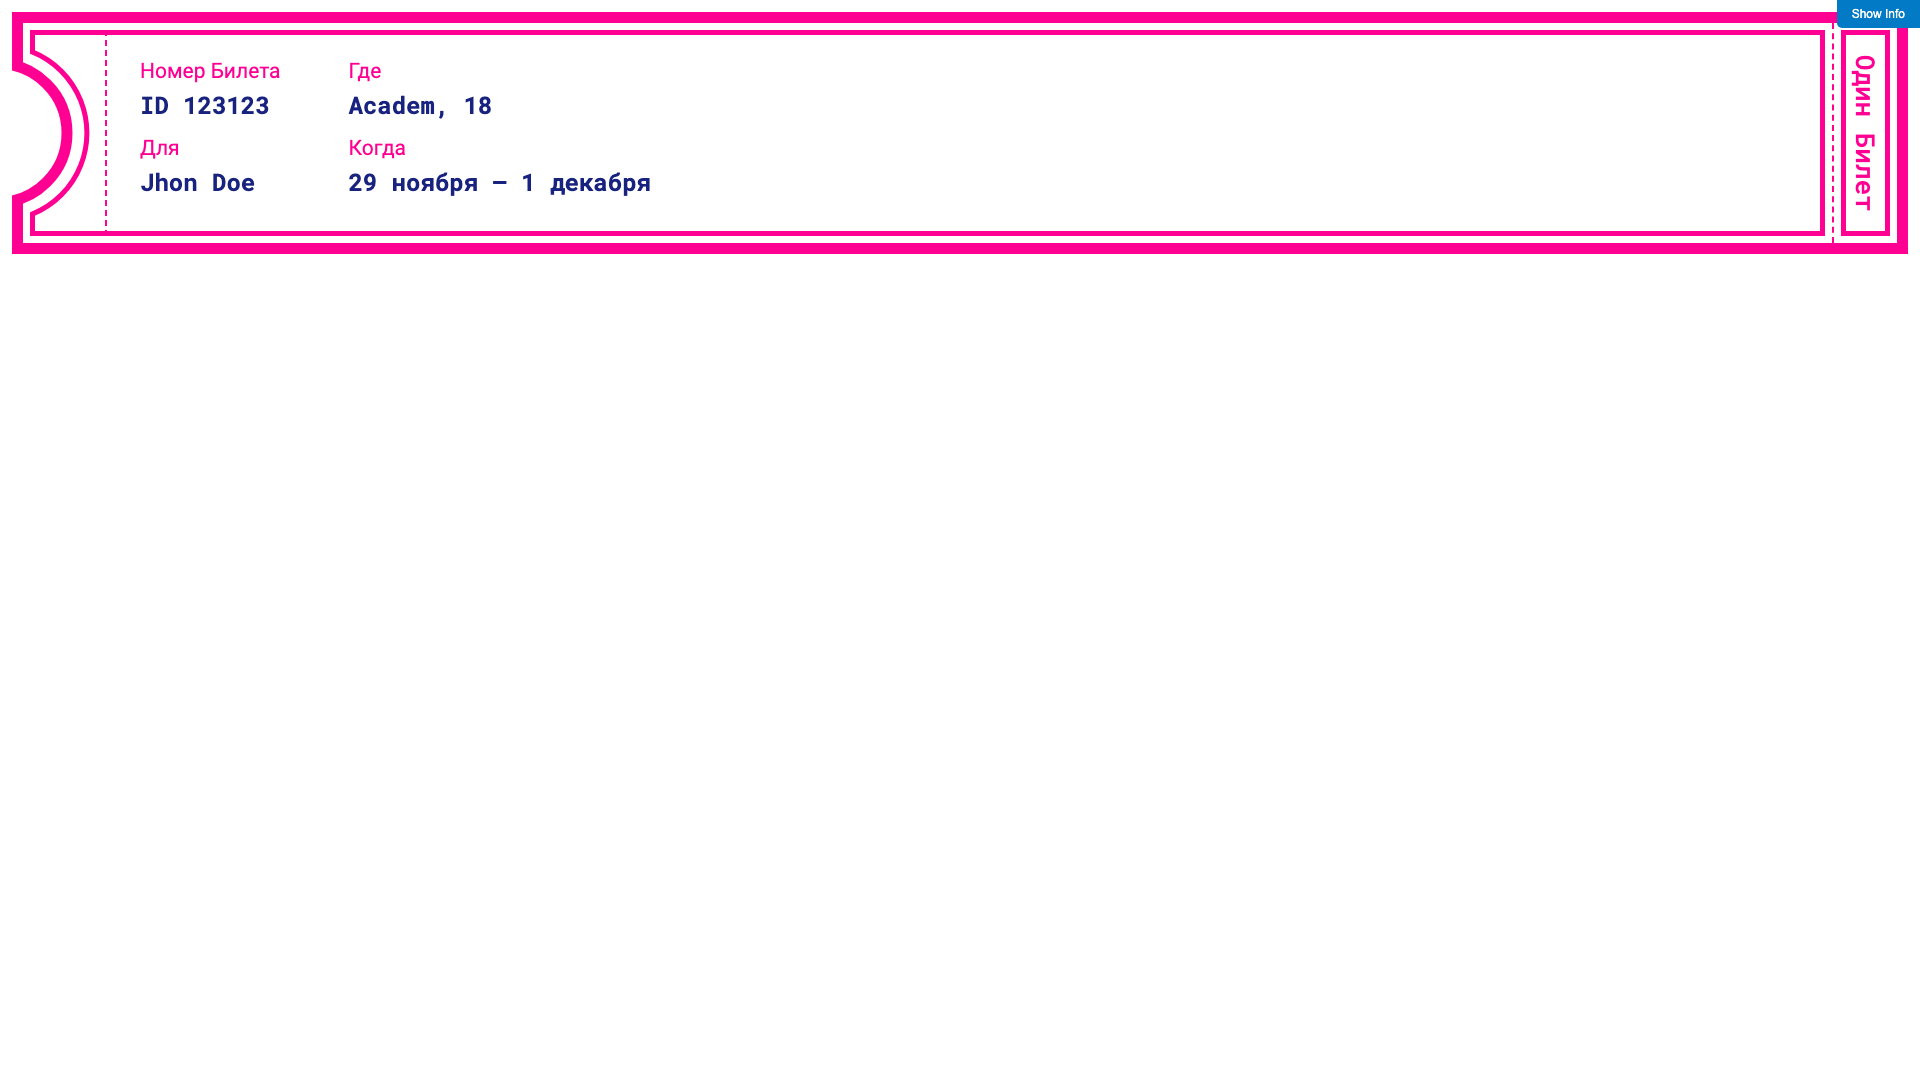 Show Info
Номер Билета
ID 123123
Для
Jhon Doe
Где
Academ, 18
Когда
29 ноября — 1 декабря
Один Билет